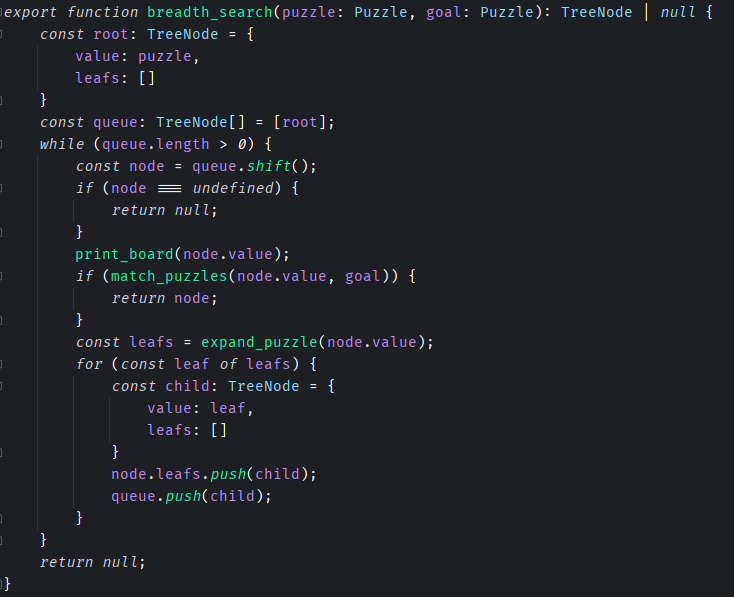 export function breadth_search(puzzle: Puzzle, goal: Puzzle): TreeNode | null {
    const root: TreeNode = {
        value: puzzle,
        leafs: []
    }
    const queue: TreeNode[] = [root];
    while (queue.length > 0) {
        const node = queue.shift();
        if (node === undefined) {
            return null;
        }
        print_board(node.value);
        if (match_puzzles(node.value, goal)) {
            return node;
        }
        const leafs = expand_puzzle(node.value);
        for (const leaf of leafs) {
            const child: TreeNode = {
                value: leaf,
                leafs: []
            }
            node.leafs.push(child);
            queue.push(child);
        }
    }
    return null;
}